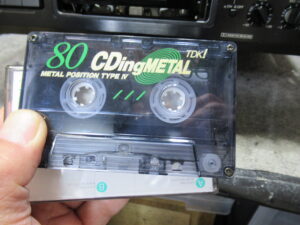 80 CDingMETAL TDK
METAL POSITION TYPE IV
A
B